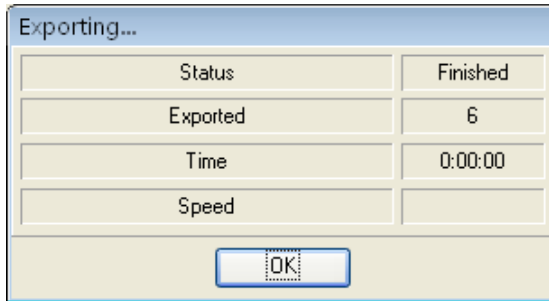 Exporting...
Status Finished
Exported 6
Time 0:00:00
Speed
OK